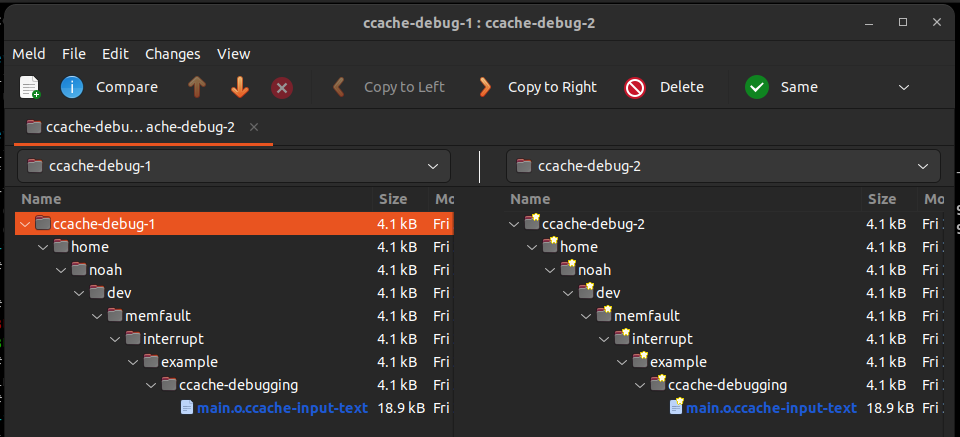 ccache-debug-1 : ccache-debug-2
Meld File Edit Changes View
Compare Copy to Left Copy to Right Delete Same
ccache-debu... ache-debug-2
ccache-debug-1 ccache-debug-2
Name Size Mo Name Size Mo
ccache-debug-1 4.1 kB Fri ccache-debug-2 4.1 kB Fri
home 4.1 kB Fri home 4.1 kB Fri
noah 4.1 kB Fri noah 4.1 kB Fri
dev 4.1 kB Fri dev 4.1 kB Fri
memfault 4.1 kB Fri memfault 4.1 kB Fri
interrupt 4.1 kB Fri interrupt 4.1 kB Fri
example 4.1 kB Fri example 4.1 kB Fri
ccache-debugging 4.1 kB Fri ccache-debugging 4.1 kB Fri
main.o.ccache-input-text 18.9 kB Fri main.o.ccache-input-text 18.9 kB Fri